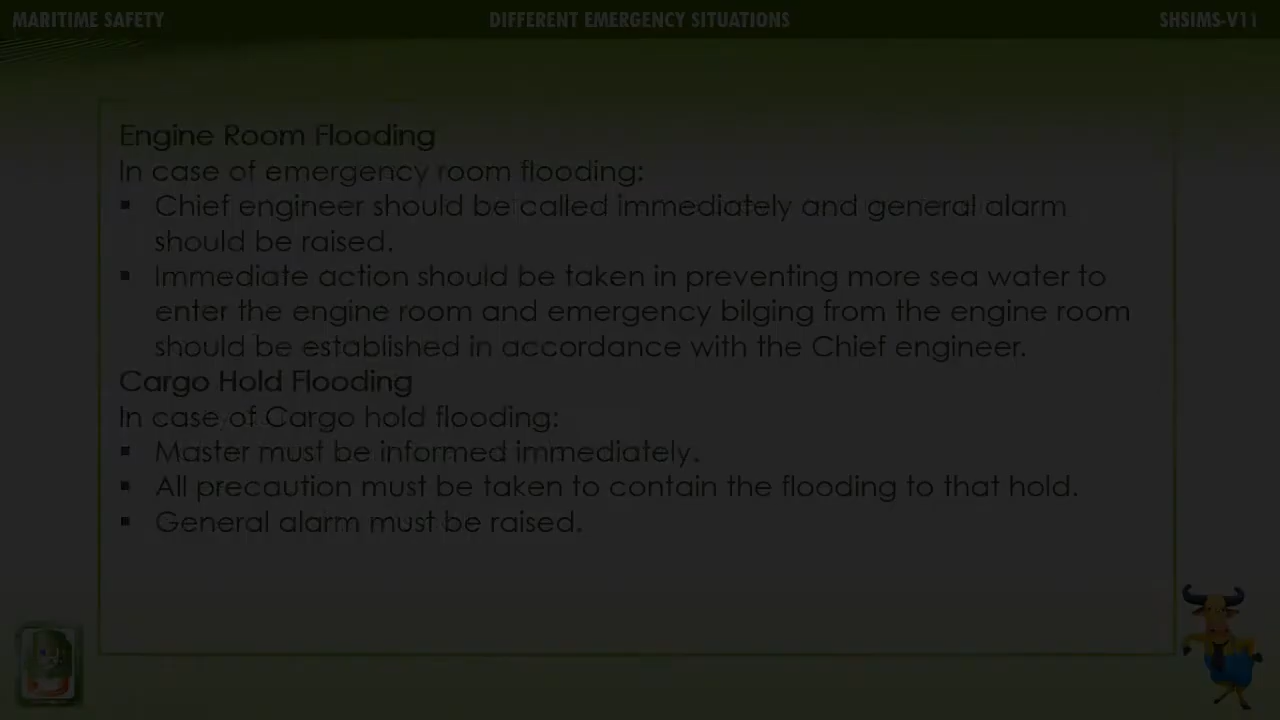 MARITIME SAFETY
DIFFERENT EMERGENCY SITUATIONS
SHSIMS-V11
Engine Room Flooding
In case of emergency room flooding:
▪ Chief engineer should be called immediately and general alarm
should be raised.
▪ Immediate action should be taken in preventing more sea water to
enter the engine room and emergency bilging from the engine room
should be established in accordance with the Chief engineer.
Cargo Hold Flooding
In case of Cargo hold flooding:
▪ Master must be informed immediately.
▪ All precaution must be taken to contain the flooding to that hold.
▪ General alarm must be raised.